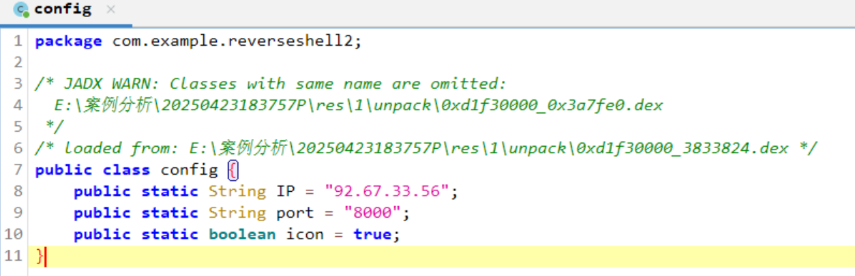 config
1 package com.example.reverseshell2;
2
3 /* JADX WARN: Classes with same name are omitted:
4   E:\案例分析\20250423183757P\res\1\unpack\0xd1f30000_0x3a7fe0.dex
5  */
6 /* loaded from: E:\案例分析\20250423183757P\res\1\unpack\0xd1f30000_3833824.dex */
7 public class config {
8     public static String IP = "92.67.33.56";
9     public static String port = "8000";
10     public static boolean icon = true;
11 }